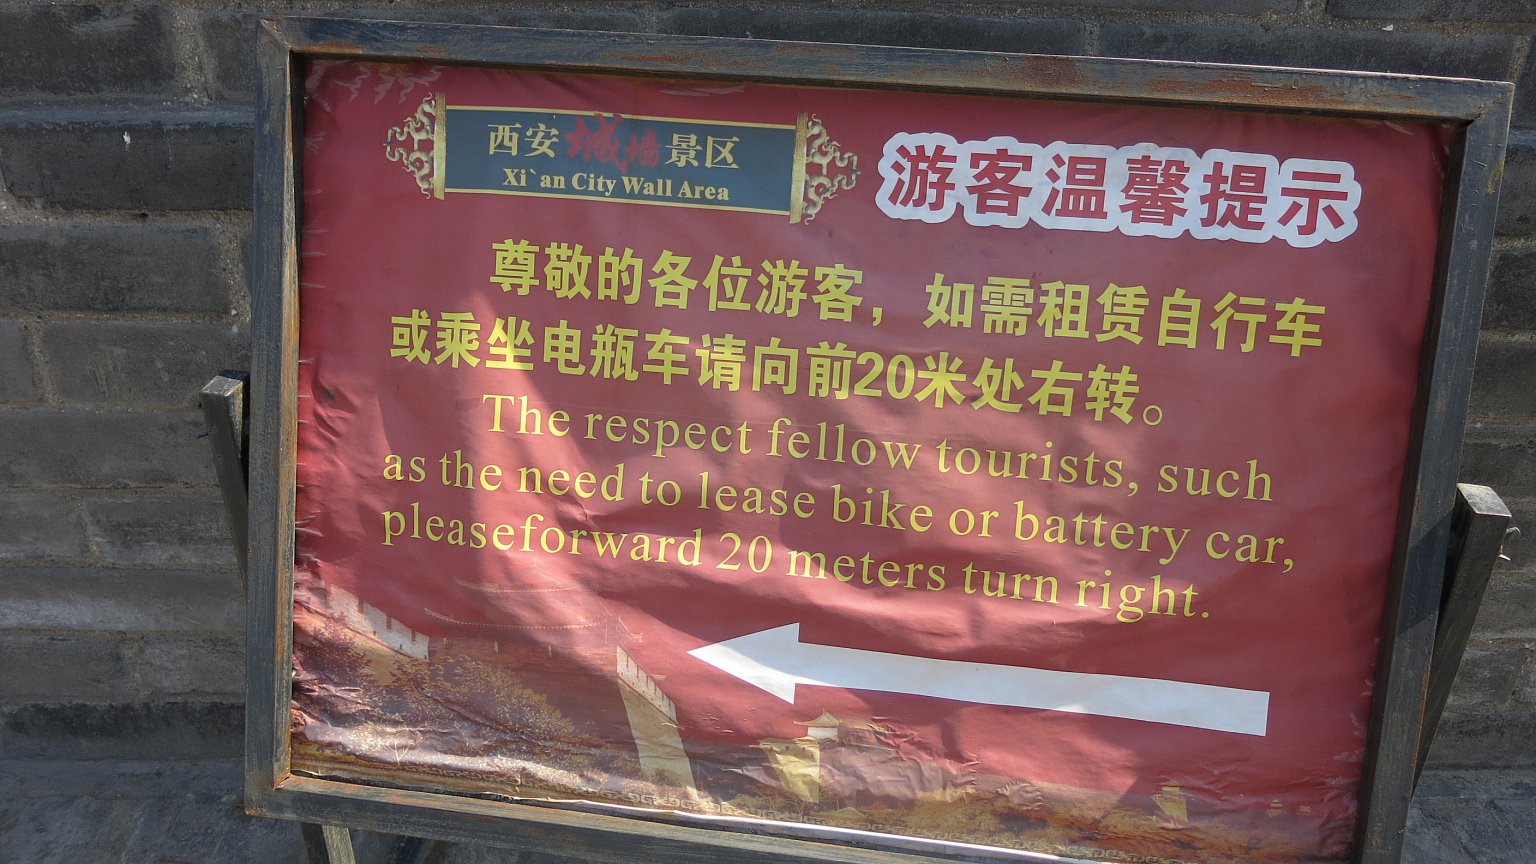 西安城墙景区
Xi`an City Wall Area
游客温馨提示
尊敬的各位游客，如需租赁自行车
或乘坐电瓶车请向前20米处右转。
The respect fellow tourists, such
as the need to lease bike or battery car,
pleaseforward 20 meters turn right.